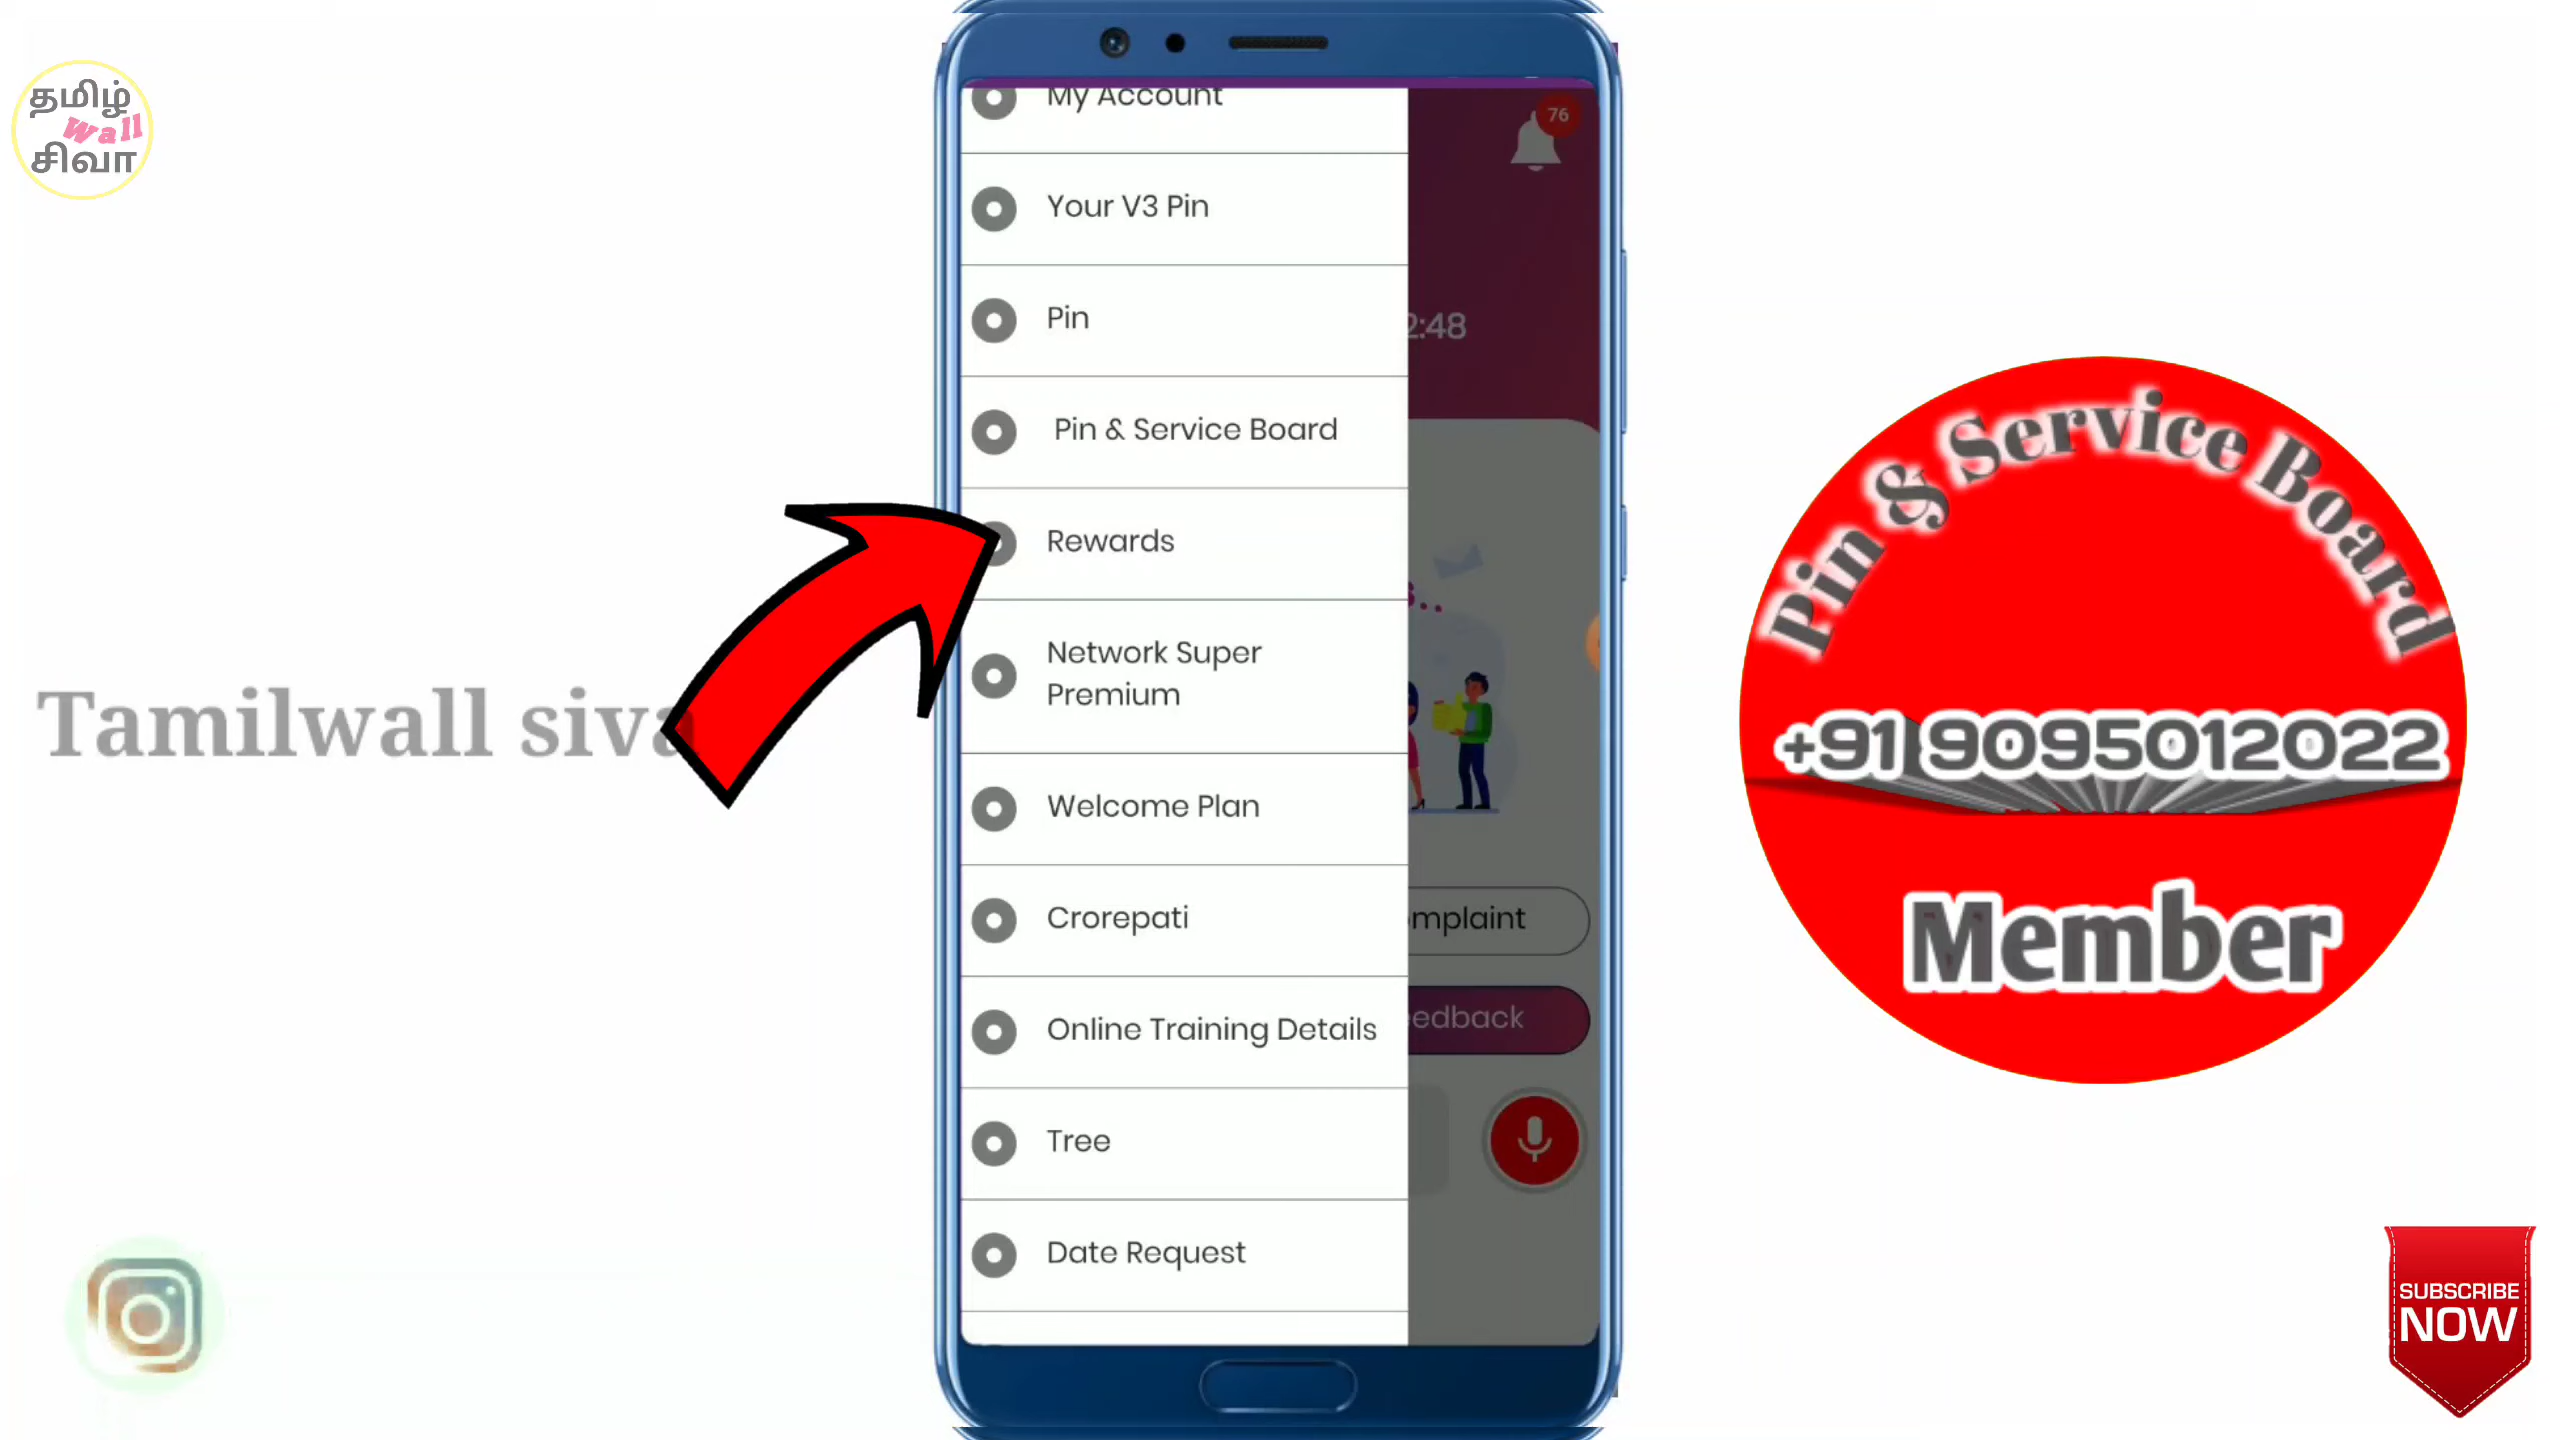 தமிழ்
Wall
சிவா
My Account
76
Your V3 Pin
Pin
2:48
Pin & Service Board
Rewards
Network Super
Premium
Welcome Plan
Crorepati
mplaint
Online Training Details
edback
Tree
Date Request
Tamilwall siva
Pin & Service Board
+91 9095012022
Member
SUBSCRIBE
NOW